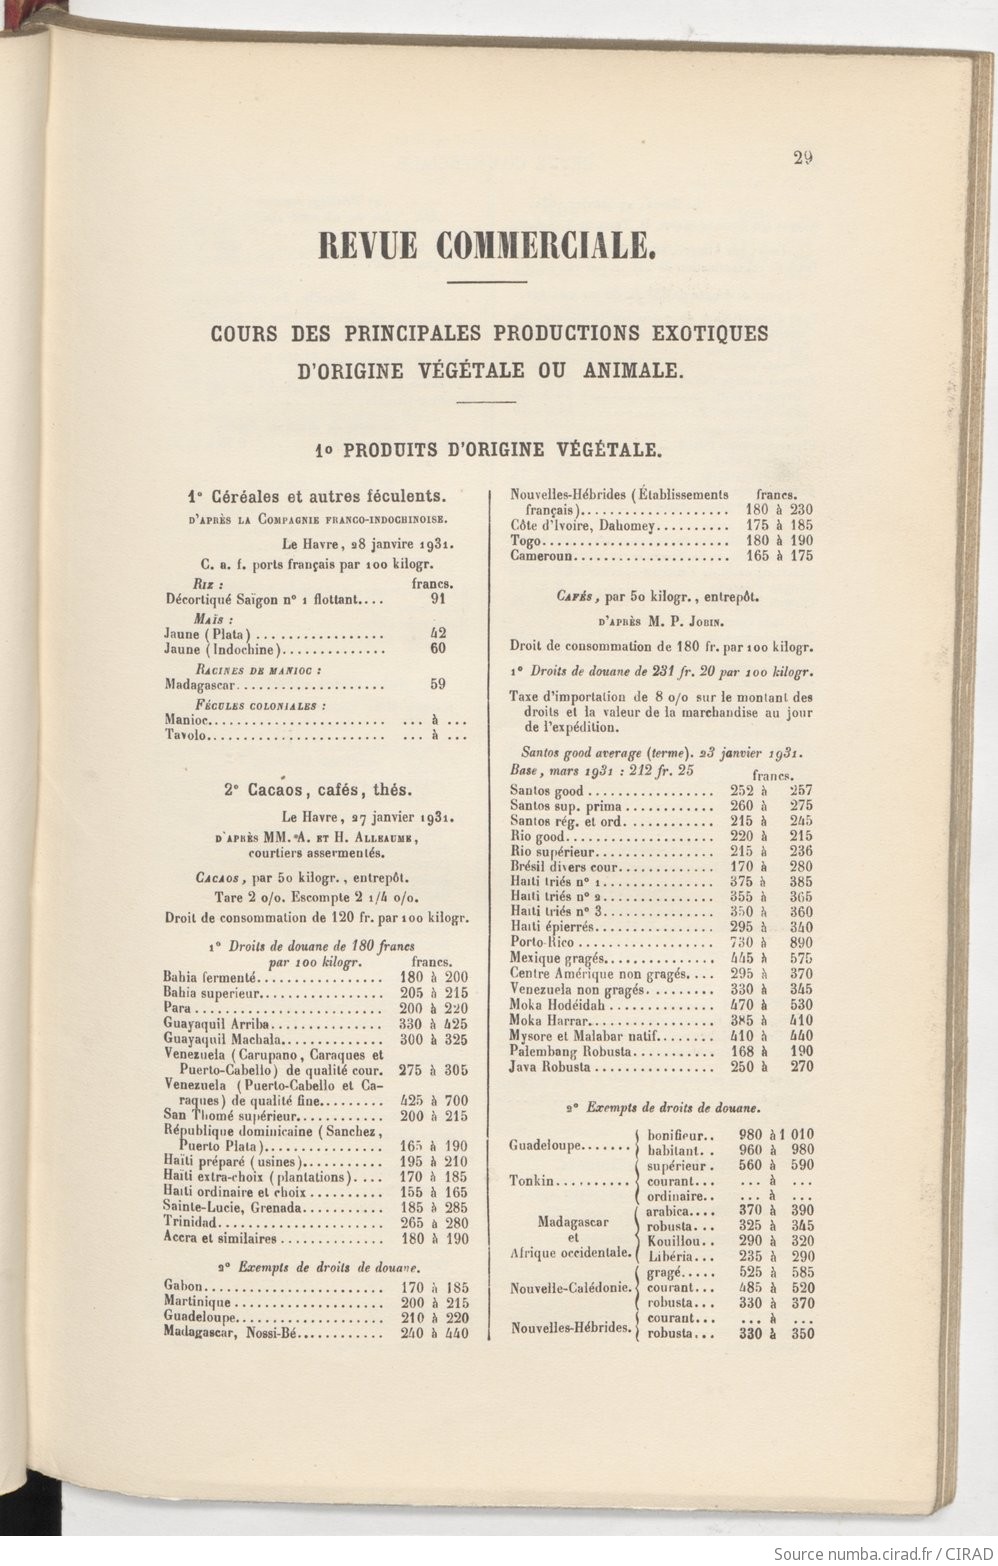 29
REVUE COMMERCIALE.
COURS DES PRINCIPALES PRODUCTIONS EXOTIQUES
D'ORIGINE VÉGÉTALE OU ANIMALE.
1º PRODUITS D'ORIGINE VÉGÉTALE.
1º Céréales et autres féculents.
D'APRÈS LA COMPAGNIE FRANCO-INDOCHINOISE.
Le Havre, 28 janvire 1931.
C. a. f. ports français par 100 kilogr.
RIZ : francs.
Décortiqué Saïgon nº 1 flottant.... 91
MAÏS :
Jaune (Plata) ................ 42
Jaune (Indochine).............. 60
RACINES DE MANIOC :
Madagascar.................... 59
FÉCULES COLONIALES :
Manioc........................ ... à ...
Tavolo........................ ... à ...
2º Cacaos, cafés, thés.
Le Havre, 27 janvier 1931.
D'APRÈS MM. A. ET H. ALLEAUME,
courtiers assermentés.
CACAOS, par 50 kilogr., entrepôt.
Tare 2 o/o. Escompte 2 1/4 o/o.
Droit de consommation de 120 fr. par 100 kilogr.
1º Droits de douane de 180 francs
par 100 kilogr. francs.
Bahia fermenté................. 180 à 200
Bahia superieur................ 205 à 215
Para......................... 200 à 220
Guayaquil Arriba............... 330 à 425
Guayaquil Machala.............. 300 à 325
Venezuela (Carupano, Caraques et
Puerto-Cabello) de qualité cour. 275 à 305
Venezuela (Puerto-Cabello et Ca-
raques) de qualité fine......... 425 à 700
San Thomé supérieur............ 200 à 215
République dominicaine (Sanchez,
Puerto Plata)................ 165 à 190
Haïti préparé (usines)........... 195 à 210
Haïti extra-choix (plantations).... 170 à 185
Haïti ordinaire et choix.......... 155 à 165
Sainte-Lucie, Grenada........... 185 à 285
Trinidad...................... 265 à 280
Accra et similaires .............. 180 à 190
2º Exempts de droits de douane.
Gabon........................ 170 à 185
Martinique .................... 200 à 215
Guadeloupe.................... 210 à 220
Madagascar, Nossi-Bé............ 240 à 440
Nouvelles-Hébrides (Établissements francs.
français).................... 180 à 230
Côte d'Ivoire, Dahomey.......... 175 à 185
Togo......................... 180 à 190
Cameroun..................... 165 à 175
CAFÉS, par 50 kilogr., entrepôt.
D'APRÈS M. P. JOBIN.
Droit de consommation de 180 fr. par 100 kilogr.
1º Droits de douane de 231 fr. 20 par 100 kilogr.
Taxe d'importation de 8 o/o sur le montant des
droits et la valeur de la marchandise au jour
de l'expédition.
Santos good average (terme). 23 janvier 1931.
Base, mars 1931 : 212 fr. 25 francs.
Santos good ................. 252 à 257
Santos sup. prima ............ 260 à 275
Santos rég. et ord............. 215 à 245
Rio good.................... 220 à 215
Rio supérieur................ 215 à 236
Brésil divers cour............. 170 à 280
Haïti triés nº 1............... 375 à 385
Haïti triés nº 2............... 355 à 365
Haïti triés nº 3............... 350 à 360
Haïti épierrés................ 295 à 340
Porto-Rico .................. 730 à 890
Mexique gragés............... 445 à 575
Centre Amérique non gragés.... 295 à 370
Venezuela non gragés.......... 330 à 345
Moka Hodéidah .............. 470 à 530
Moka Harrar................. 385 à 410
Mysore et Malabar natif........ 410 à 440
Palembang Robusta........... 168 à 190
Java Robusta ................ 250 à 270
2º Exempts de droits de douane.
Guadeloupe....... bonifieur.. 980 à 1 010
habitant.. 960 à 980
Tonkin.......... supérieur. 560 à 590
courant... ... à ...
ordinaire.. ... à ...
Madagascar et Afrique occidentale. arabica.... 370 à 390
robusta... 325 à 345
Kouillou.. 290 à 320
Libéria... 235 à 290
Nouvelle-Calédonie. gragé..... 525 à 585
courant... 485 à 520
robusta... 330 à 370
Nouvelles-Hébrides. courant... ... à ...
robusta... 330 à 350
Source numba.cirad.fr / CIRAD